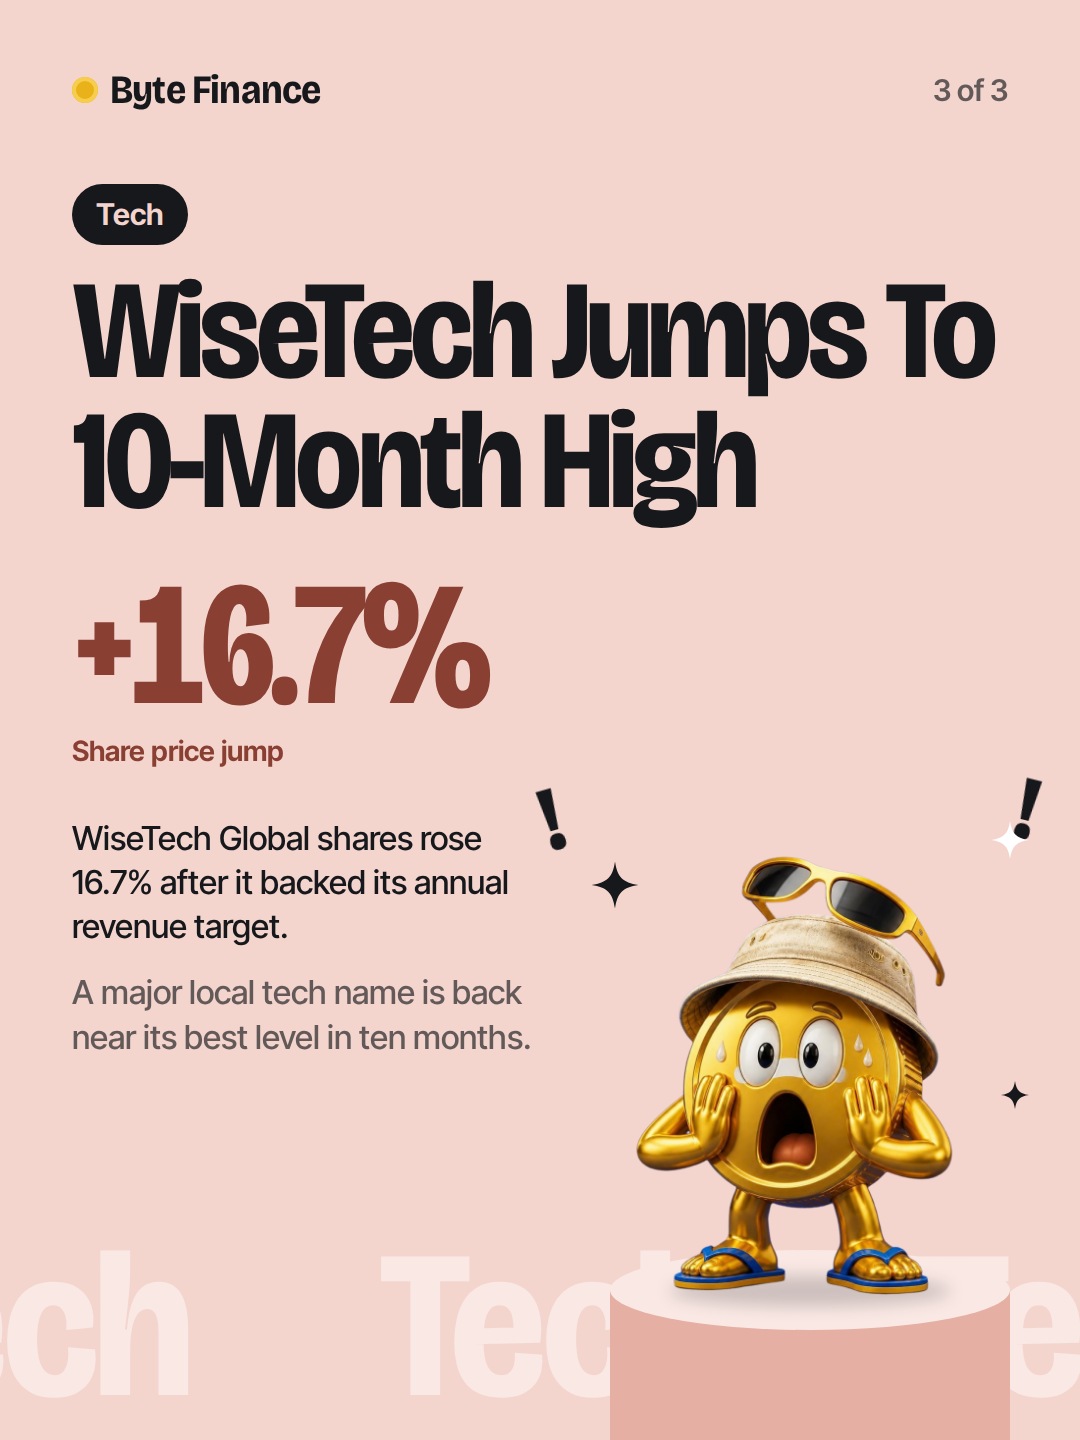 Byte Finance
3 of 3
Tech
WiseTech Jumps To
10-Month High
+16.7%
Share price jump
WiseTech Global shares rose
16.7% after it backed its annual
revenue target.
A major local tech name is back
near its best level in ten months.
ech Tec e